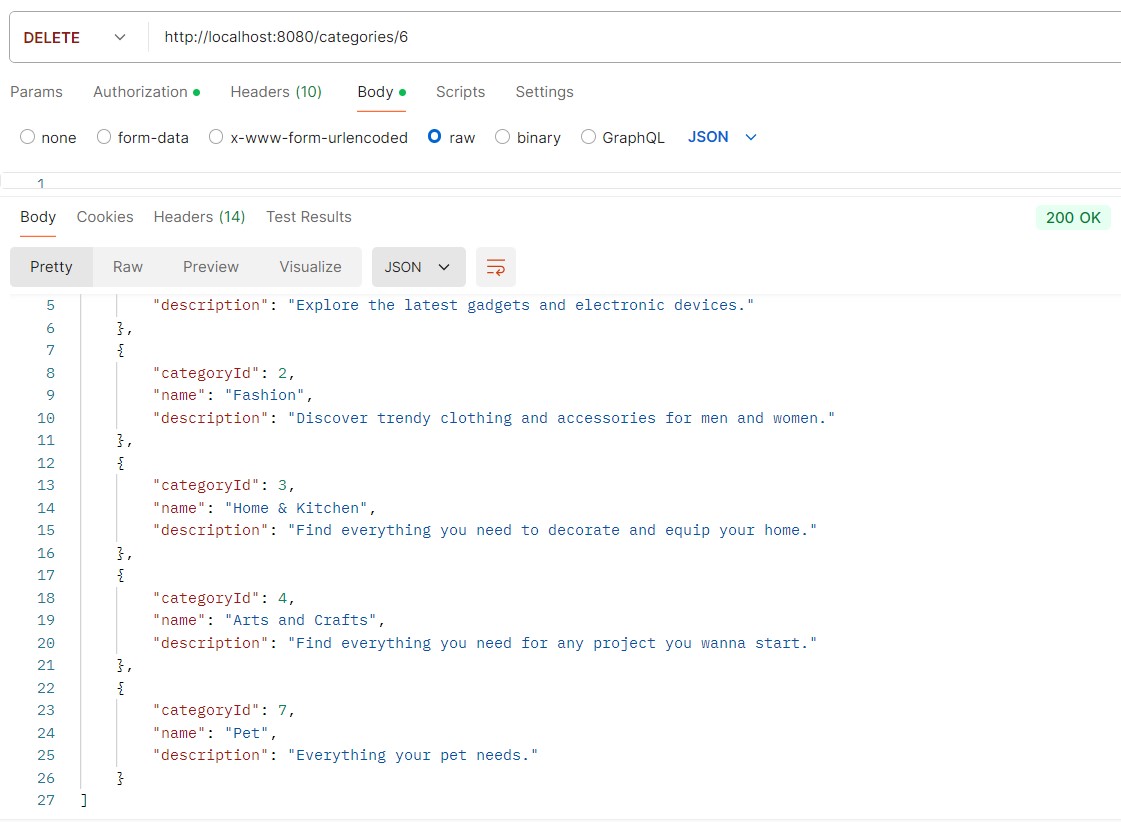 DELETE http://localhost:8080/categories/6
Params Authorization Headers (10) Body Scripts Settings
none form-data x-www-form-urlencoded raw binary GraphQL JSON
1
Body Cookies Headers (14) Test Results 200 OK
Pretty Raw Preview Visualize JSON
5 "description": "Explore the latest gadgets and electronic devices."
6 },
7 {
8 "categoryId": 2,
9 "name": "Fashion",
10 "description": "Discover trendy clothing and accessories for men and women."
11 },
12 {
13 "categoryId": 3,
14 "name": "Home & Kitchen",
15 "description": "Find everything you need to decorate and equip your home."
16 },
17 {
18 "categoryId": 4,
19 "name": "Arts and Crafts",
20 "description": "Find everything you need for any project you wanna start."
21 },
22 {
23 "categoryId": 7,
24 "name": "Pet",
25 "description": "Everything your pet needs."
26 }
27 ]